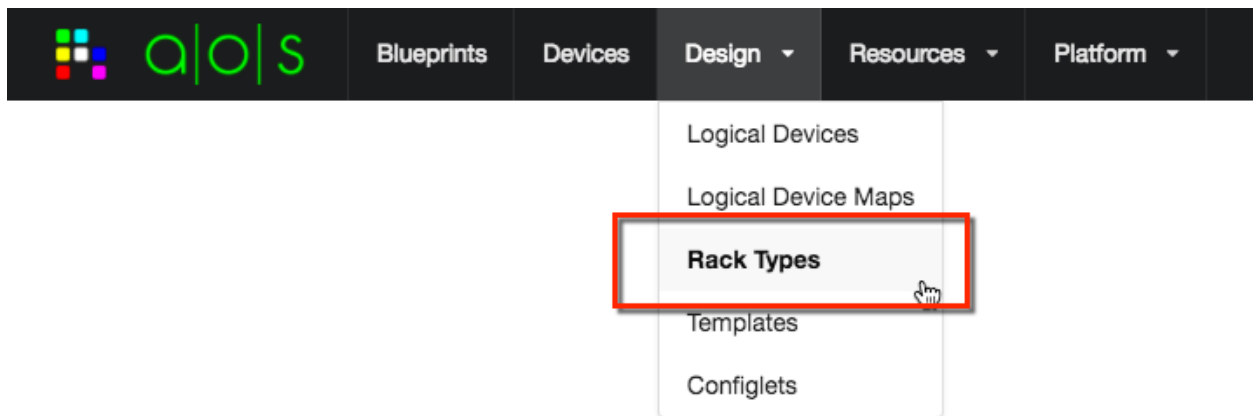 a|o|s Blueprints Devices Design Resources Platform
Logical Devices
Logical Device Maps
Rack Types
Templates
Configlets